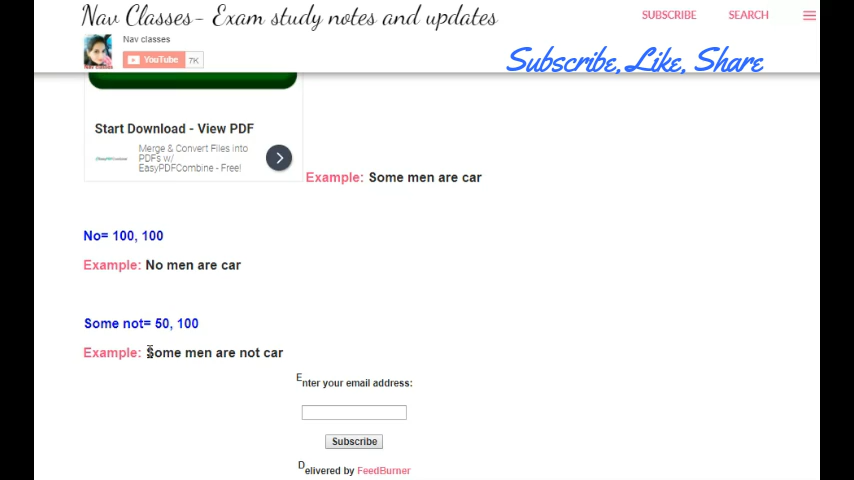 Nav Classes- Exam study notes and updates
SUBSCRIBE
SEARCH
Nav classes
YouTube 7K
Subscribe, Like, Share
Start Download - View PDF
Merge & Convert Files into
PDFs w/
EasyPDFCombine - Free!
Example: Some men are car
No= 100, 100
Example: No men are car
Some not= 50, 100
Example: Some men are not car
Enter your email address:
Subscribe
Delivered by FeedBurner